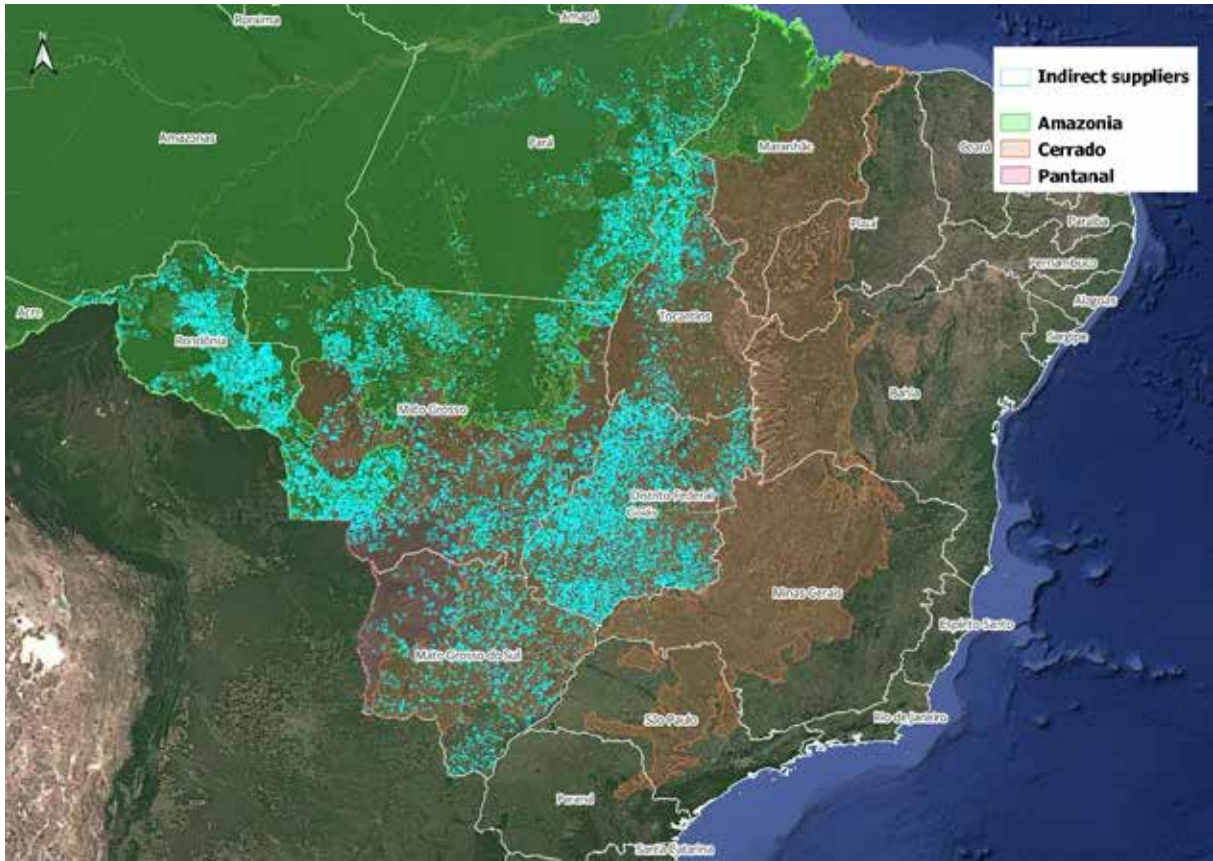 Roraima
Amapá
N
Indirect suppliers
Amazonia
Cerrado
Pantanal
Amazonas
Pará
Maranhão
Ceará
Piauí
Paraíba
Pernambuco
Alagoas
Sergipe
Acre
Rondônia
Tocantins
Bahia
Mato Grosso
Distrito Federal
Goiás
Minas Gerais
Espírito Santo
Mato Grosso do Sul
São Paulo
Rio de Janeiro
Paraná
Santa Catarina